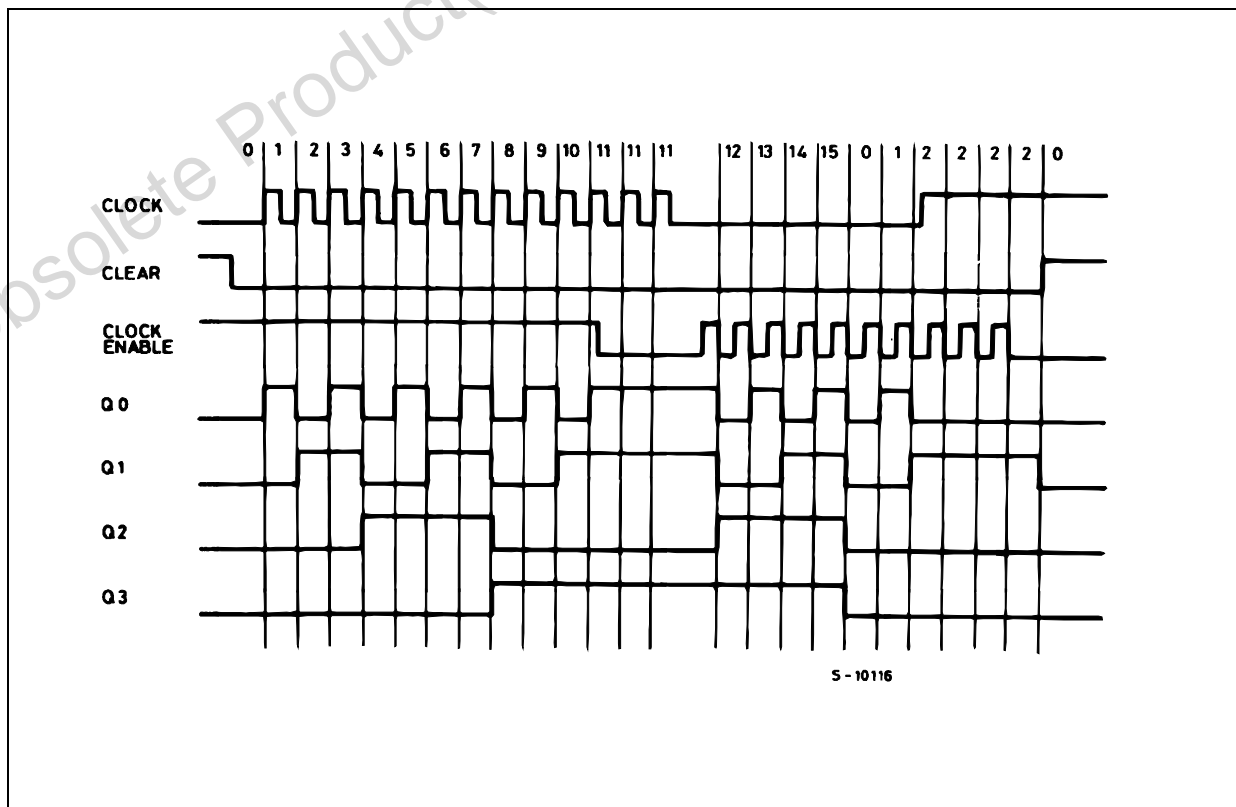 Obsolete Product(
0 1 2 3 4 5 6 7 8 9 10 11 11 11 12 13 14 15 0 1 2 2 2 2 0
CLOCK
CLEAR
CLOCK
ENABLE
Q0
Q1
Q2
Q3
S-10116